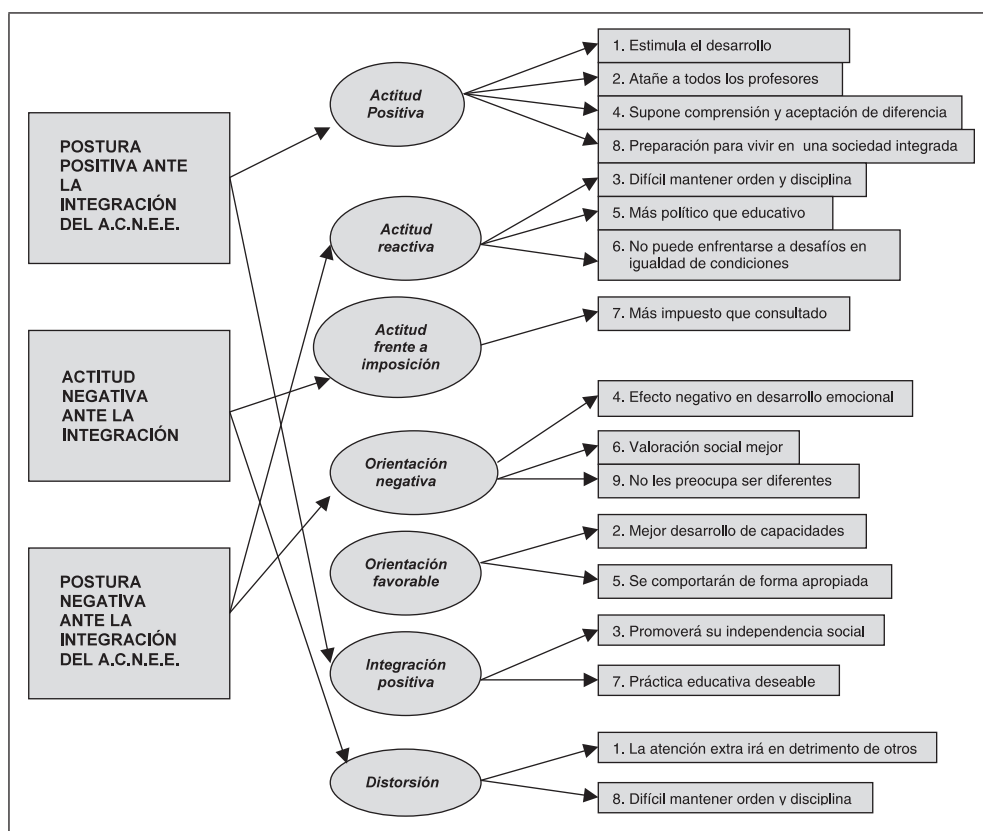 POSTURA
POSITIVA ANTE
LA
INTEGRACIÓN
DEL A.C.N.E.E.
ACTITUD
NEGATIVA
ANTE LA
INTEGRACIÓN
POSTURA
NEGATIVA
ANTE LA
INTEGRACIÓN
DEL A.C.N.E.E.
Actitud
Positiva
Actitud
reactiva
Actitud
frente a
imposición
Orientación
negativa
Orientación
favorable
Integración
positiva
Distorsión
1. Estimula el desarrollo
2. Atañe a todos los profesores
4. Supone comprensión y aceptación de diferencia
8. Preparación para vivir en una sociedad integrada
3. Difícil mantener orden y disciplina
5. Más político que educativo
6. No puede enfrentarse a desafíos en
igualdad de condiciones
7. Más impuesto que consultado
4. Efecto negativo en desarrollo emocional
6. Valoración social mejor
9. No les preocupa ser diferentes
2. Mejor desarrollo de capacidades
5. Se comportarán de forma apropiada
3. Promoverá su independencia social
7. Práctica educativa deseable
1. La atención extra irá en detrimento de otros
8. Difícil mantener orden y disciplina